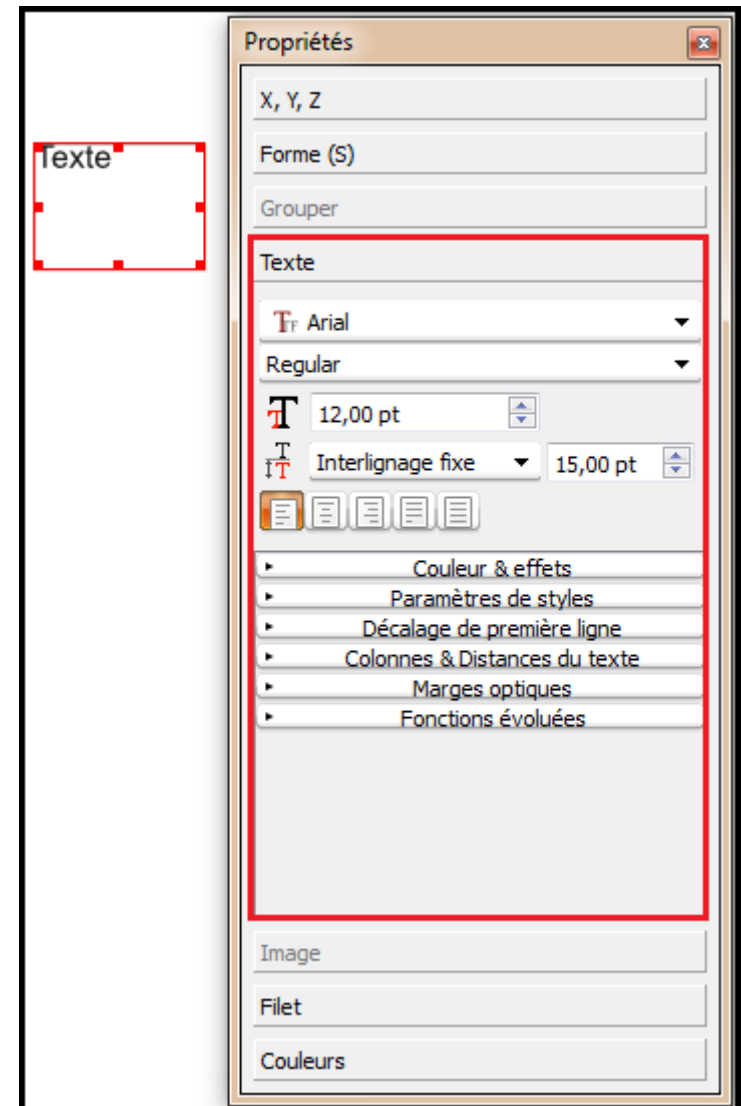 Propriétés
X, Y, Z
Texte
Forme (S)
Grouper
Texte
Arial
Regular
12,00 pt
Interlignage fixe 15,00 pt
Couleur & effets
Paramètres de styles
Décalage de première ligne
Colonnes & Distances du texte
Marges optiques
Fonctions évoluées
Image
Filet
Couleurs